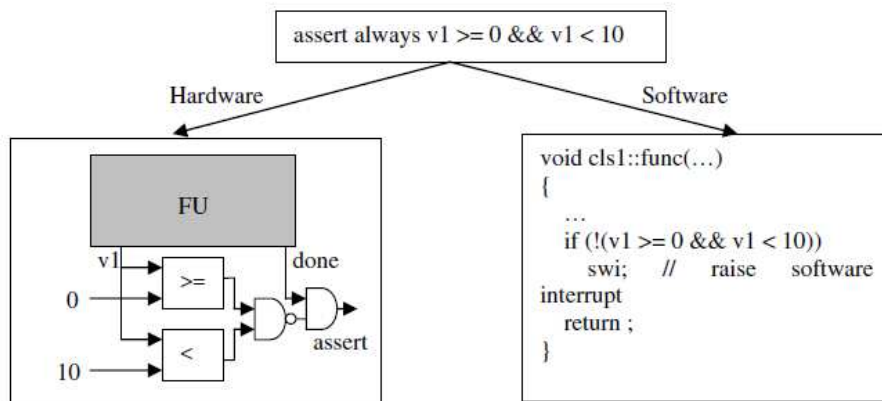 assert always v1 >= 0 && v1 < 10
Hardware
Software
FU
v1
done
>=
0
<
10
assert
void cls1::func(…)
{
…
if (!(v1 >= 0 && v1 < 10))
swi; // raise software
interrupt
return ;
}